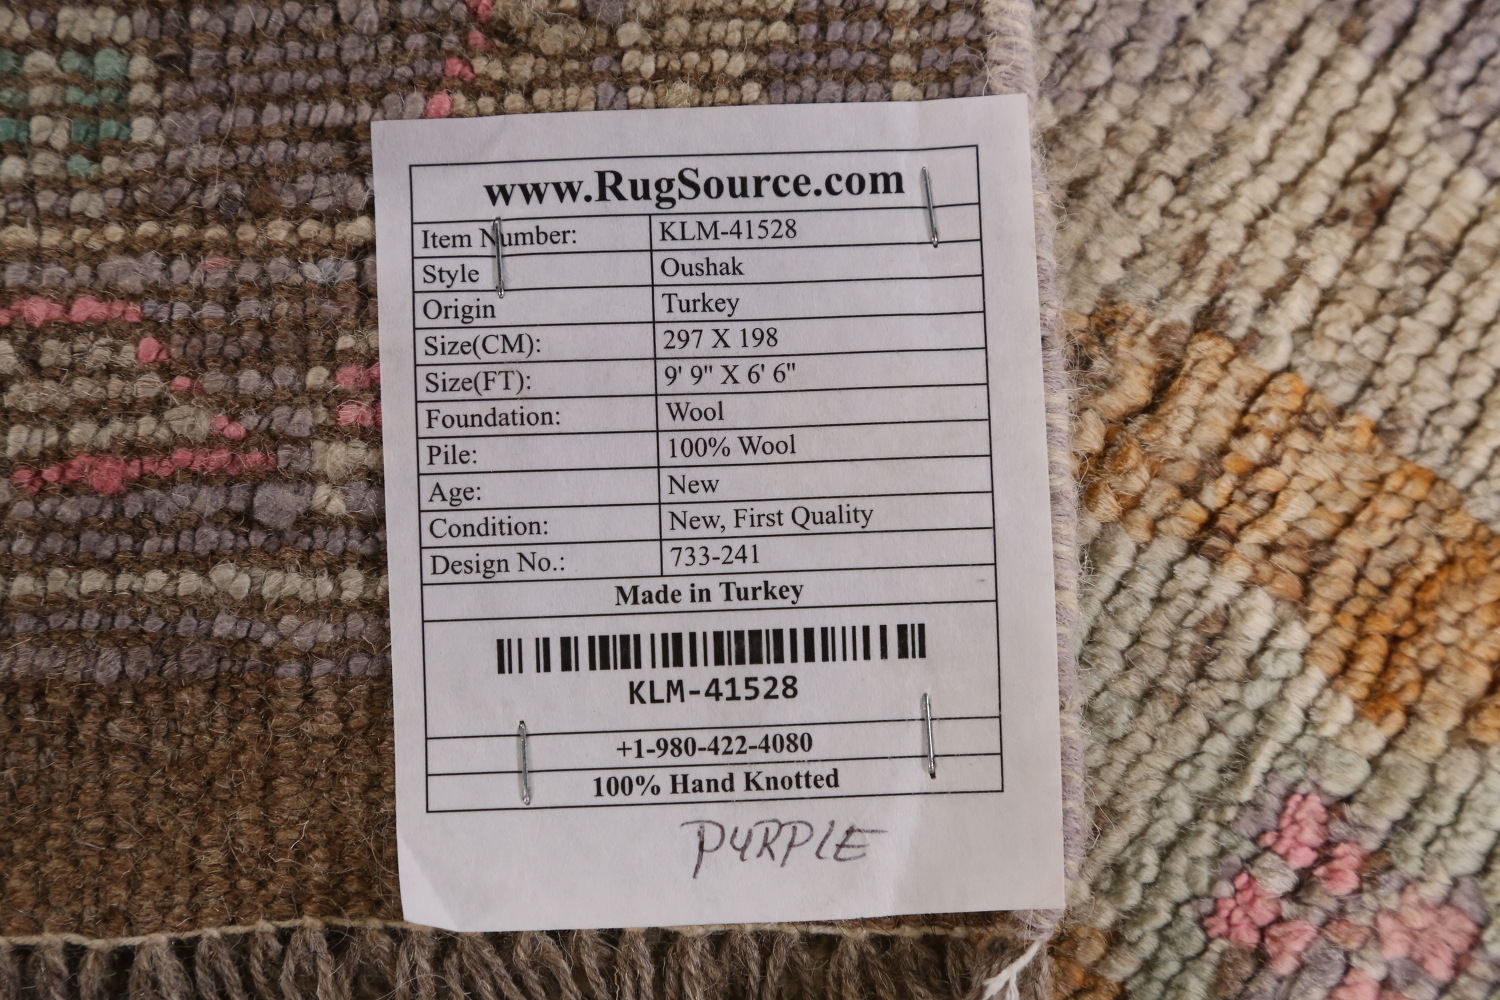 www.RugSource.com
Item Number: KLM-41528
Style Oushak
Origin Turkey
Size(CM): 297 X 198
Size(FT): 9' 9" X 6' 6"
Foundation: Wool
Pile: 100% Wool
Age: New
Condition: New, First Quality
Design No.: 733-241
Made in Turkey
KLM-41528
+1-980-422-4080
100% Hand Knotted
PURPLE